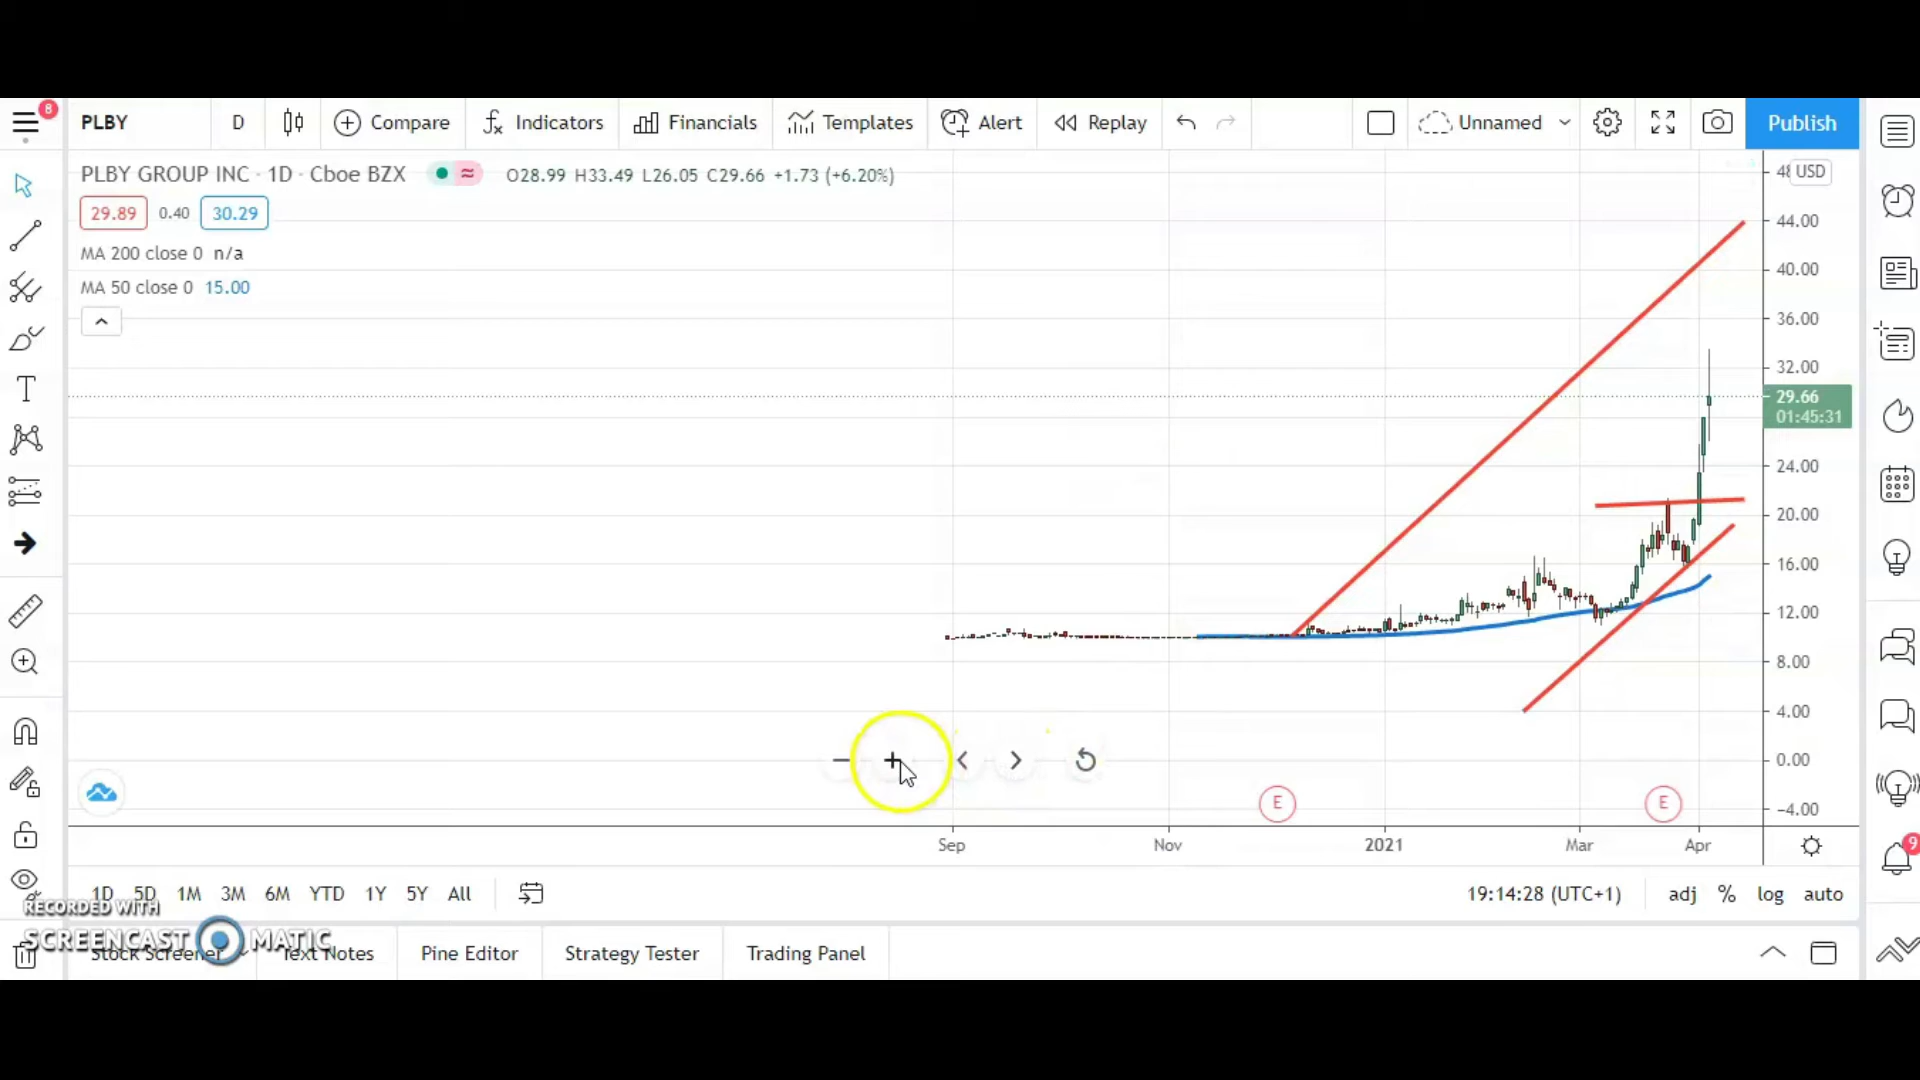 8
PLBY D Compare Indicators Financials Templates Alert Replay Unnamed Publish
PLBY GROUP INC · 1D · Cboe BZX O28.99 H33.49 L26.05 C29.66 +1.73 (+6.20%)
29.89 0.40 30.29
MA 200 close 0 n/a
MA 50 close 0 15.00
48 USD
44.00
40.00
36.00
32.00
29.66
01:45:31
24.00
20.00
16.00
12.00
8.00
4.00
0.00
−4.00
E E
Sep Nov 2021 Mar Apr
9
1D 5D 1M 3M 6M YTD 1Y 5Y All 19:14:28 (UTC+1) adj % log auto
RECORDED WITH
SCREENCAST MATIC
Stock Screener Text Notes Pine Editor Strategy Tester Trading Panel